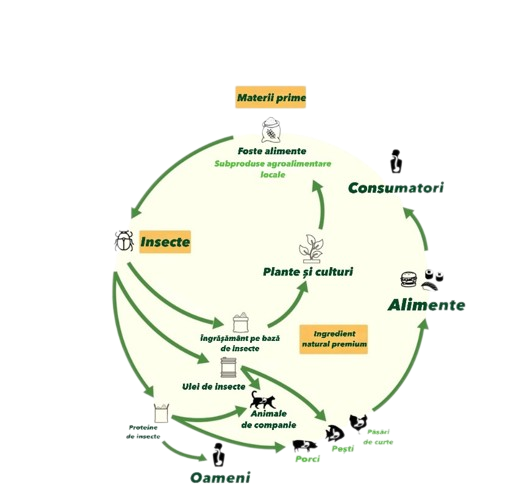 Materii prime
Foste alimente
Subproduse agroalimentare
locale
Consumatori
Insecte
Plante și culturi
Alimente
Îngrășământ pe bază
de insecte
Ingredient
natural premium
Ulei de insecte
Animale
de companie
Proteine
de insecte
Păsări
de curte
Pești
Porci
Oameni